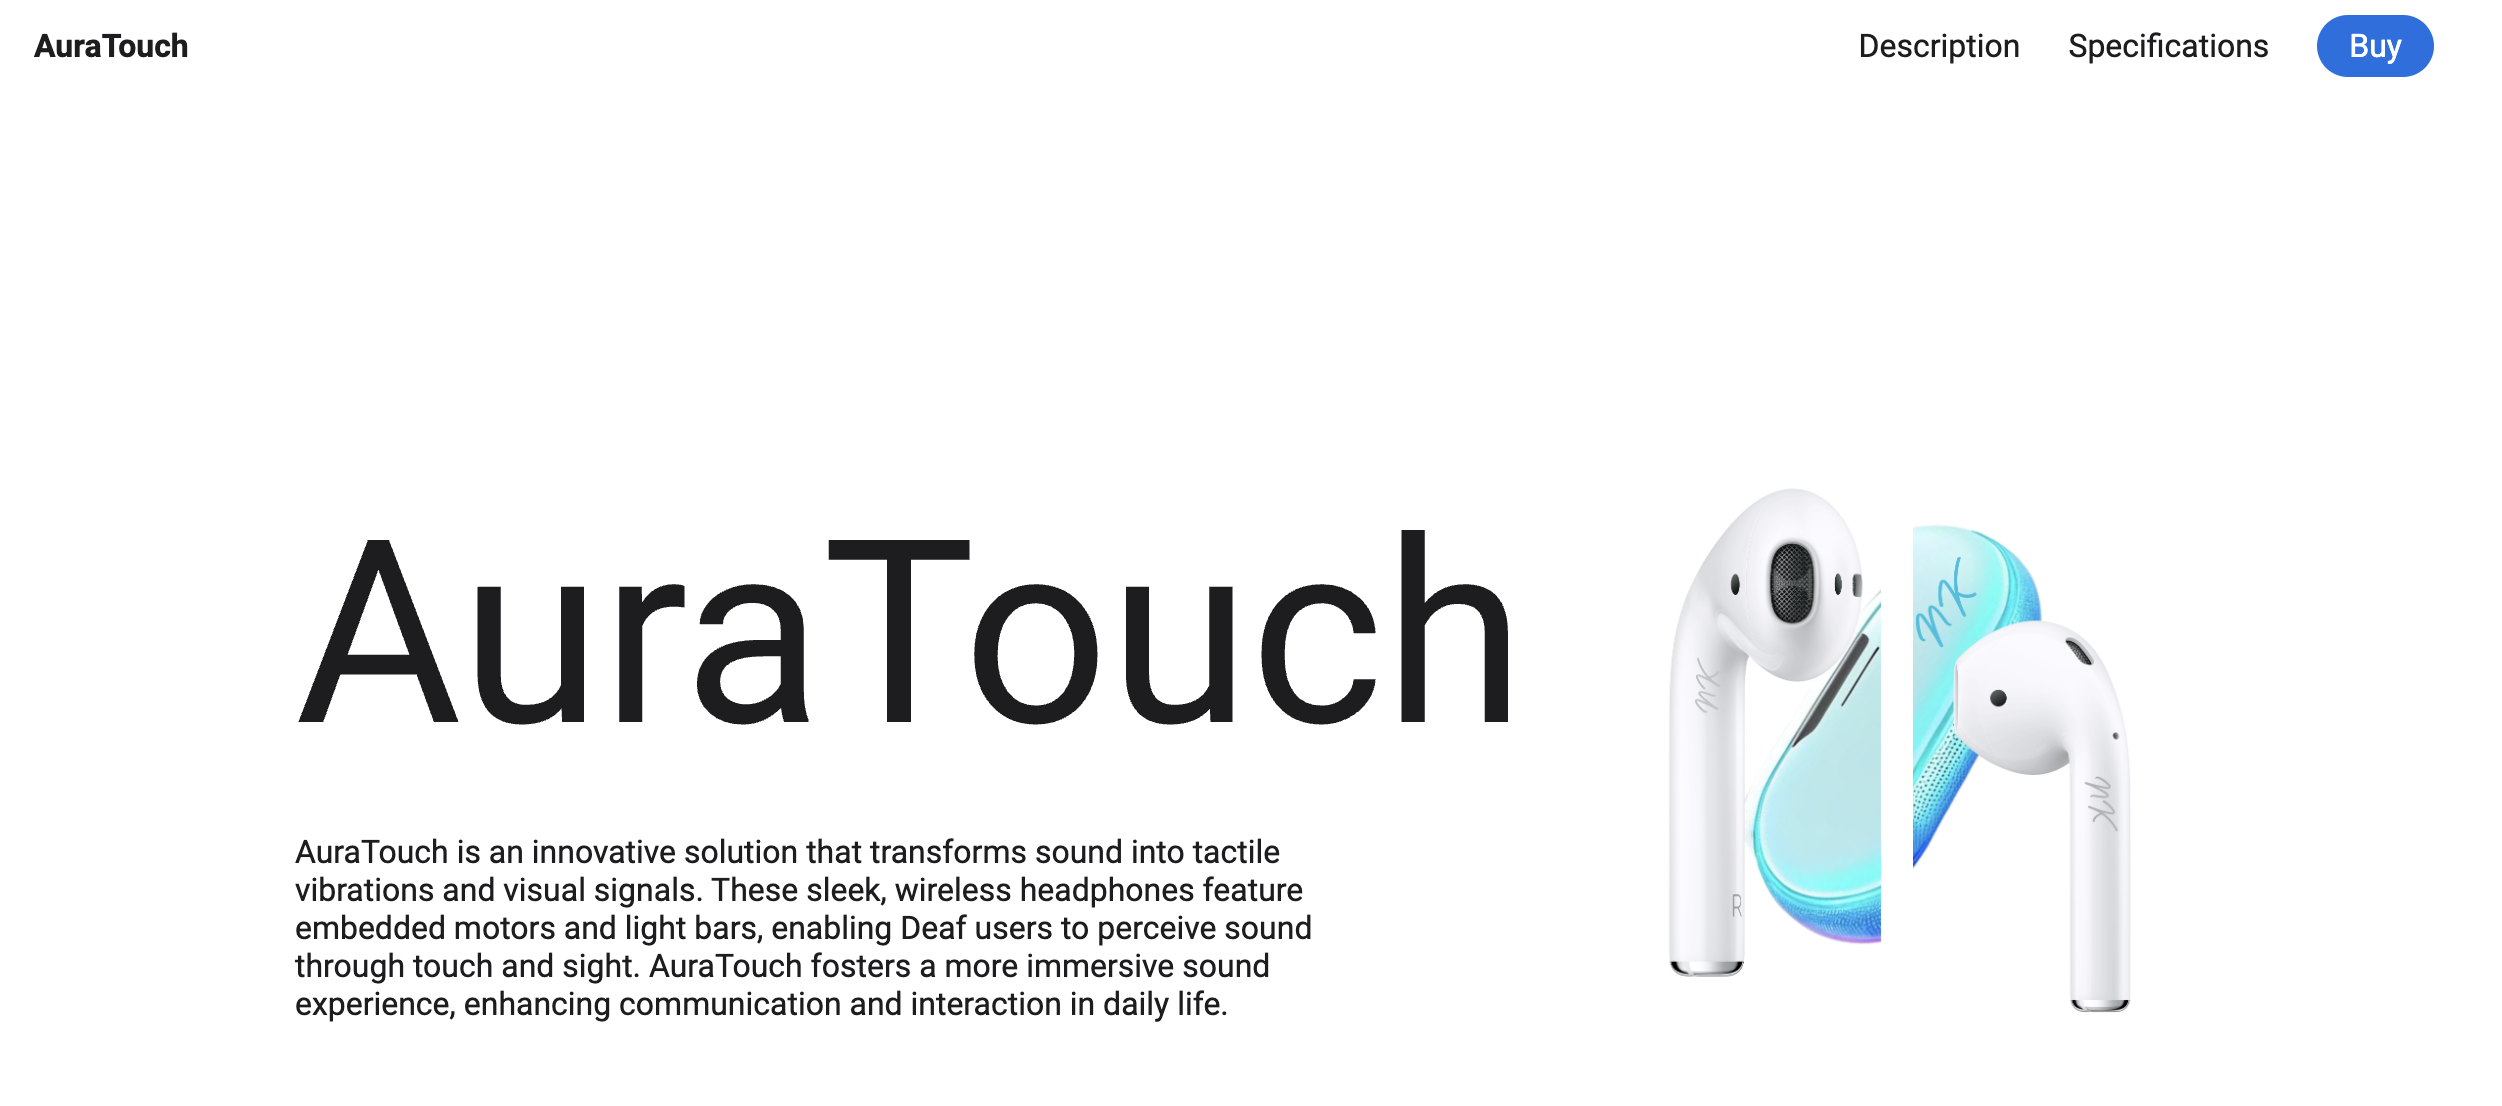 AuraTouch
Description Specifications Buy
AuraTouch
MK
MK
MK
R
AuraTouch is an innovative solution that transforms sound into tactile
vibrations and visual signals. These sleek, wireless headphones feature
embedded motors and light bars, enabling Deaf users to perceive sound
through touch and sight. AuraTouch fosters a more immersive sound
experience, enhancing communication and interaction in daily life.